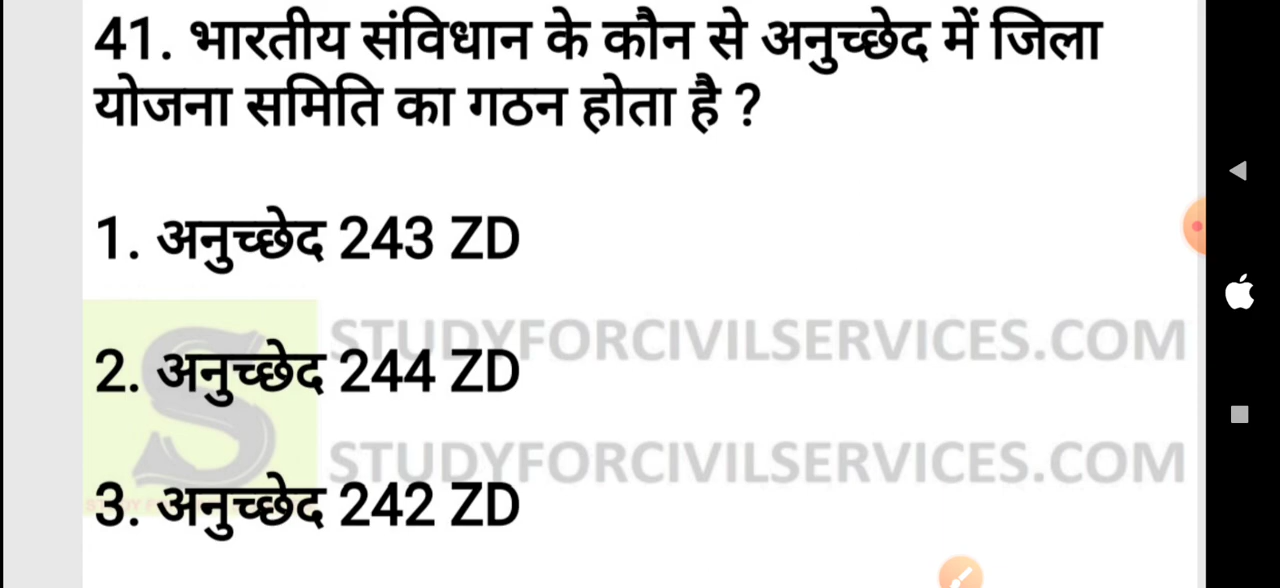 41. भारतीय संविधान के कौन से अनुच्छेद में जिला
योजना समिति का गठन होता है ?
1. अनुच्छेद 243 ZD
STUDYFORCIVILSERVICES.COM
2. अनुच्छेद 244 ZD
STUDYFORCIVILSERVICES.COM
3. अनुच्छेद 242 ZD